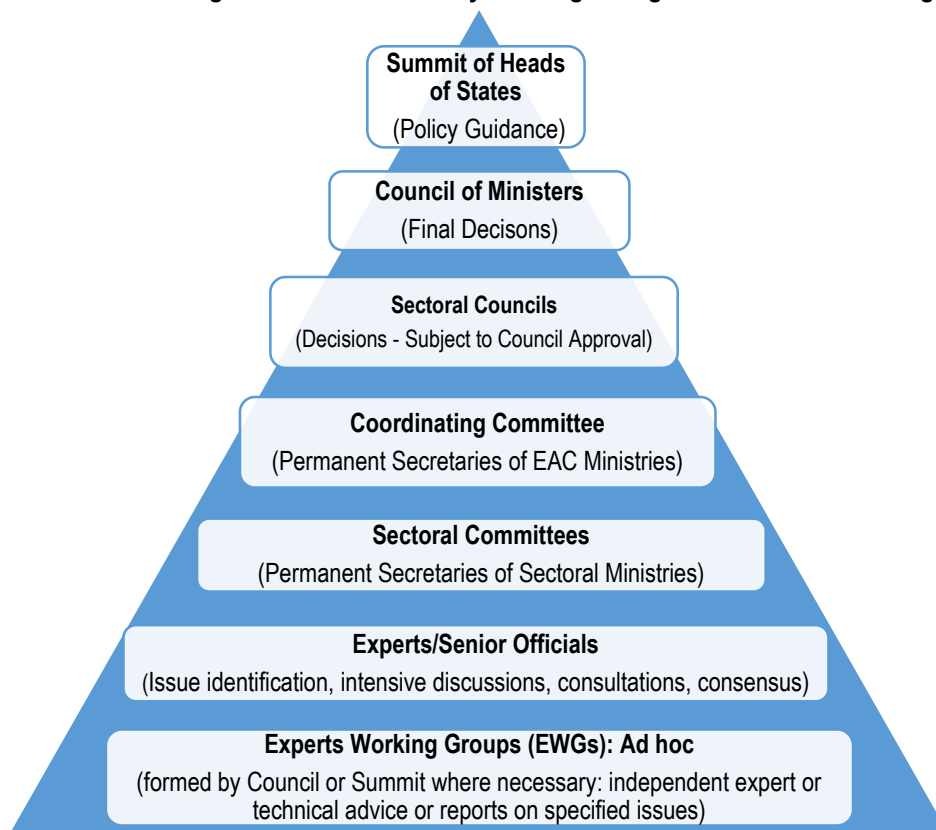 Summit of Heads
of States
(Policy Guidance)
Council of Ministers
(Final Decisons)
Sectoral Councils
(Decisions - Subject to Council Approval)
Coordinating Committee
(Permanent Secretaries of EAC Ministries)
Sectoral Committees
(Permanent Secretaries of Sectoral Ministries)
Experts/Senior Officials
(Issue identification, intensive discussions, consultations, consensus)
Experts Working Groups (EWGs): Ad hoc
(formed by Council or Summit where necessary: independent expert or
technical advice or reports on specified issues)